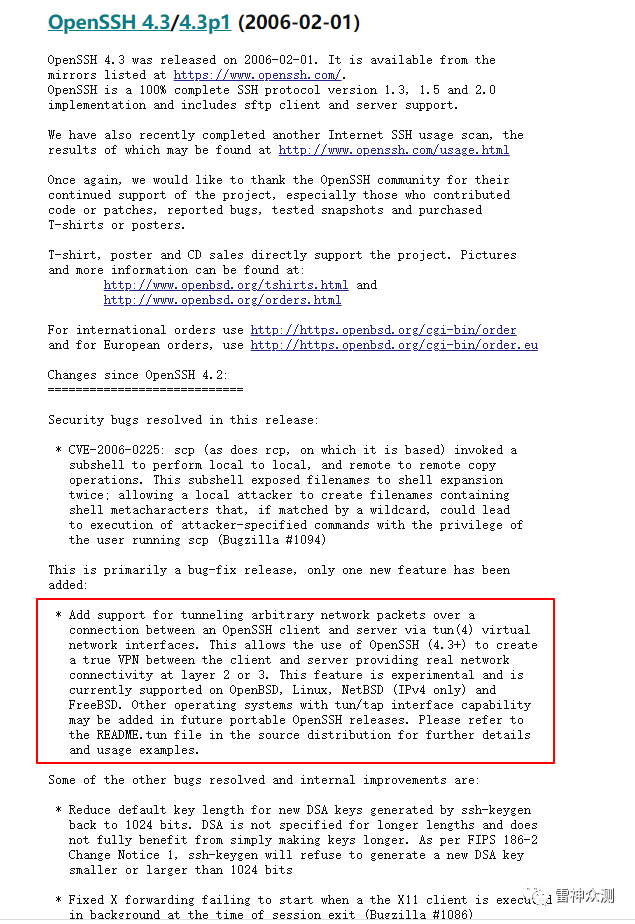 OpenSSH 4.3/4.3p1 (2006-02-01)
OpenSSH 4.3 was released on 2006-02-01. It is available from the
mirrors listed at https://www.openssh.com/.
OpenSSH is a 100% complete SSH protocol version 1.3, 1.5 and 2.0
implementation and includes sftp client and server support.
We have also recently completed another Internet SSH usage scan, the
results of which may be found at http://www.openssh.com/usage.html
Once again, we would like to thank the OpenSSH community for their
continued support of the project, especially those who contributed
code or patches, reported bugs, tested snapshots and purchased
T-shirts or posters.
T-shirt, poster and CD sales directly support the project. Pictures
and more information can be found at:
http://www.openbsd.org/tshirts.html and
http://www.openbsd.org/orders.html
For international orders use http://https.openbsd.org/cgi-bin/order
and for European orders, use http://https.openbsd.org/cgi-bin/order.eu
Changes since OpenSSH 4.2:
============================
Security bugs resolved in this release:
* CVE-2006-0225: scp (as does rcp, on which it is based) invoked a
subshell to perform local to local, and remote to remote copy
operations. This subshell exposed filenames to shell expansion
twice; allowing a local attacker to create filenames containing
shell metacharacters that, if matched by a wildcard, could lead
to execution of attacker-specified commands with the privilege of
the user running scp (Bugzilla #1094)
This is primarily a bug-fix release, only one new feature has been
added:
* Add support for tunneling arbitrary network packets over a
connection between an OpenSSH client and server via tun(4) virtual
network interfaces. This allows the use of OpenSSH (4.3+) to create
a true VPN between the client and server providing real network
connectivity at layer 2 or 3. This feature is experimental and is
currently supported on OpenBSD, Linux, NetBSD (IPv4 only) and
FreeBSD. Other operating systems with tun/tap interface capability
may be added in future portable OpenSSH releases. Please refer to
the README.tun file in the source distribution for further details
and usage examples.
Some of the other bugs resolved and internal improvements are:
* Reduce default key length for new DSA keys generated by ssh-keygen
back to 1024 bits. DSA is not specified for longer lengths and does
not fully benefit from simply making keys longer. As per FIPS 186-2
Change Notice 1, ssh-keygen will refuse to generate a new DSA key
smaller or larger than 1024 bits
* Fixed X forwarding failing to start when a the X11 client is executed
in background at the time of session exit (Bugzilla #1086)
雷神众测